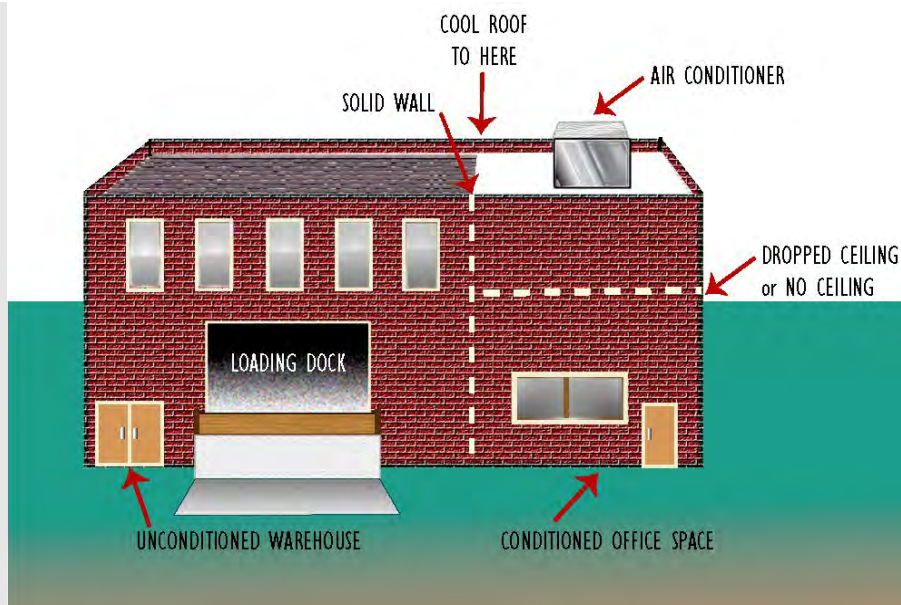 COOL ROOF
TO HERE
AIR CONDITIONER
SOLID WALL
DROPPED CEILING
or NO CEILING
LOADING DOCK
UNCONDITIONED WAREHOUSE
CONDITIONED OFFICE SPACE